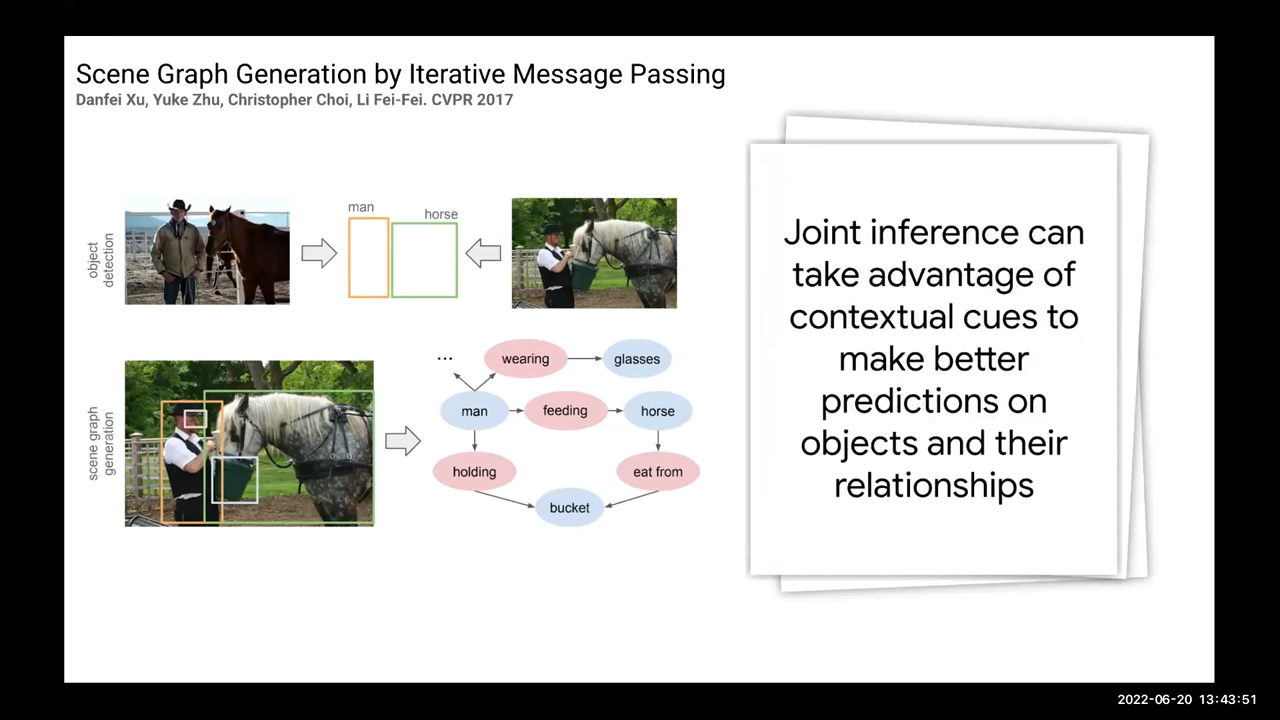 Scene Graph Generation by Iterative Message Passing
Danfei Xu, Yuke Zhu, Christopher Choi, Li Fei-Fei. CVPR 2017
object
detection
man
horse
scene graph
generation
...
wearing
glasses
man
feeding
horse
holding
eat from
bucket
Joint inference can
take advantage of
contextual cues to
make better
predictions on
objects and their
relationships
2022-06-20 13:43:51